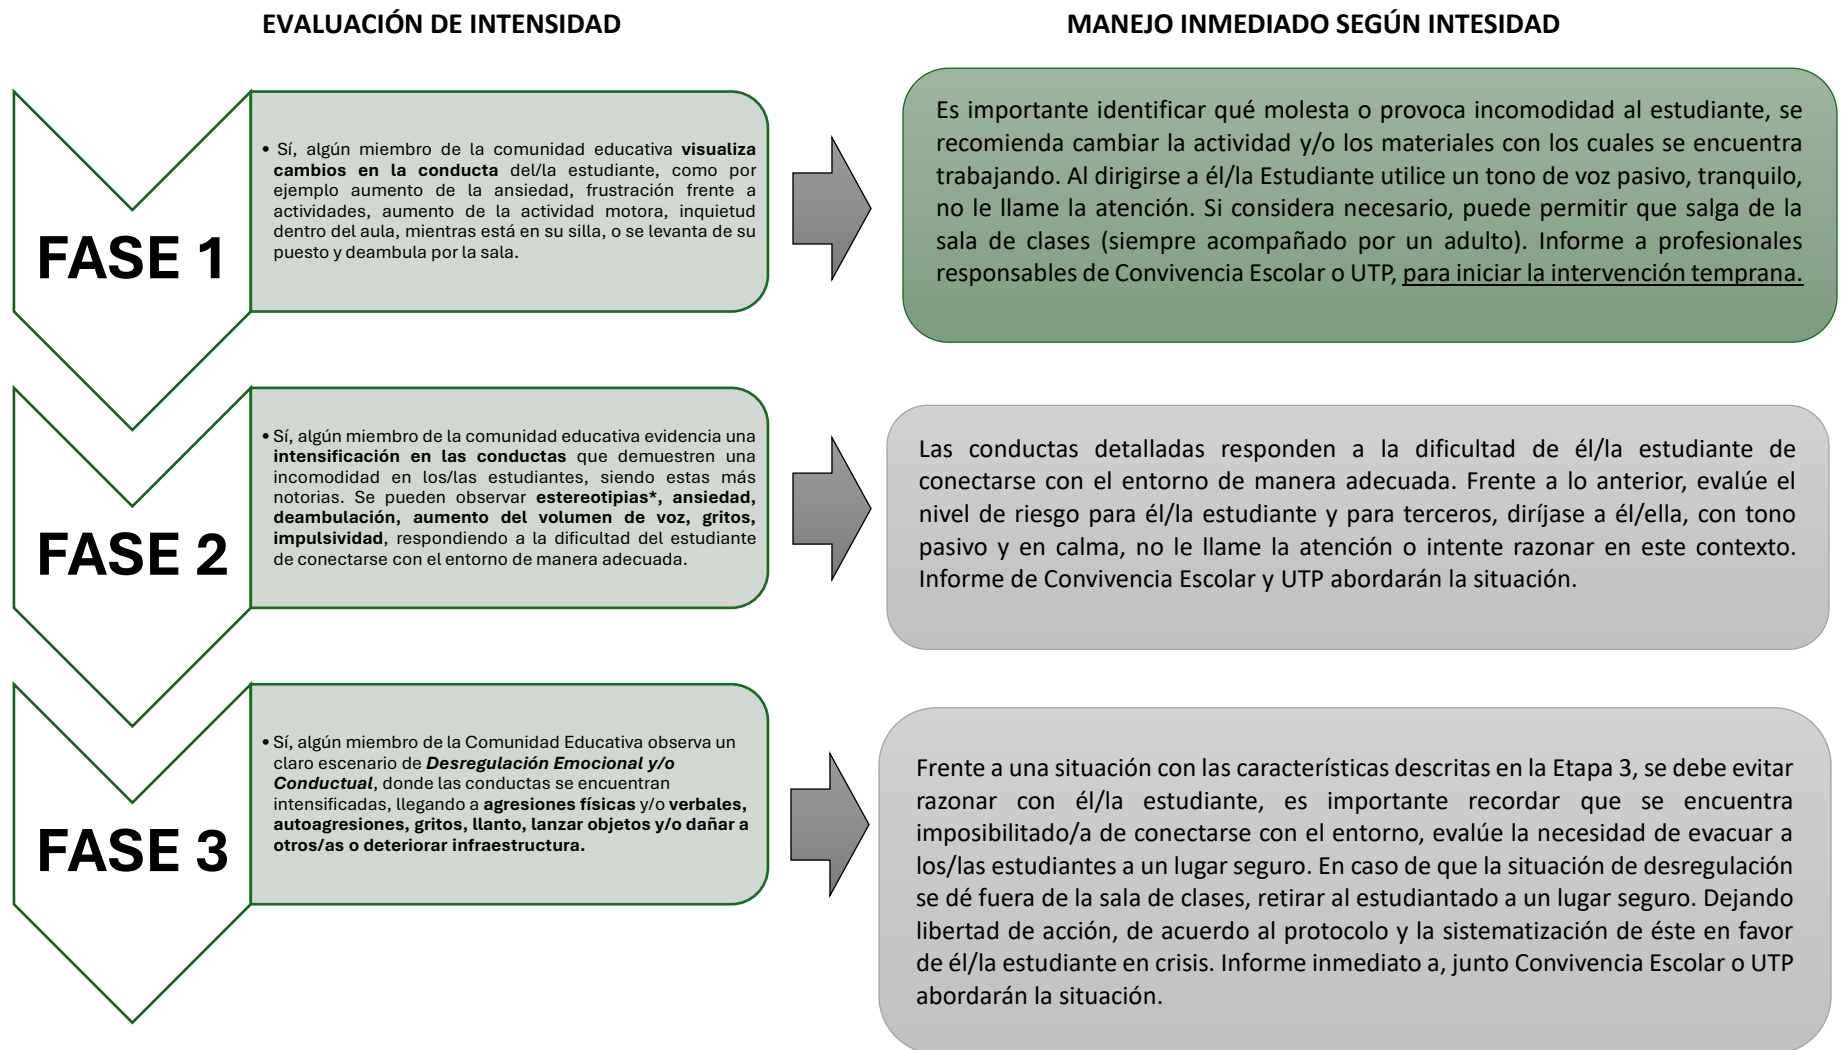 EVALUACIÓN DE INTENSIDAD
MANEJO INMEDIATO SEGÚN INTESIDAD
FASE 1
• Sí, algún miembro de la comunidad educativa visualiza
cambios en la conducta del/la estudiante, como por
ejemplo aumento de la ansiedad, frustración frente a
actividades, aumento de la actividad motora, inquietud
dentro del aula, mientras está en su silla, o se levanta de su
puesto y deambula por la sala.
Es importante identificar qué molesta o provoca incomodidad al estudiante, se
recomienda cambiar la actividad y/o los materiales con los cuales se encuentra
trabajando. Al dirigirse a él/la Estudiante utilice un tono de voz pasivo, tranquilo,
no le llame la atención. Si considera necesario, puede permitir que salga de la
sala de clases (siempre acompañado por un adulto). Informe a profesionales
responsables de Convivencia Escolar o UTP, para iniciar la intervención temprana.
FASE 2
• Sí, algún miembro de la comunidad educativa evidencia una
intensificación en las conductas que demuestren una
incomodidad en los/las estudiantes, siendo estas más
notorias. Se pueden observar estereotipias*, ansiedad,
deambulación, aumento del volumen de voz, gritos,
impulsividad, respondiendo a la dificultad del estudiante
de conectarse con el entorno de manera adecuada.
Las conductas detalladas responden a la dificultad de él/la estudiante de
conectarse con el entorno de manera adecuada. Frente a lo anterior, evalúe el
nivel de riesgo para él/la estudiante y para terceros, diríjase a él/ella, con tono
pasivo y en calma, no le llame la atención o intente razonar en este contexto.
Informe de Convivencia Escolar y UTP abordarán la situación.
FASE 3
• Sí, algún miembro de la Comunidad Educativa observa un
claro escenario de Desregulación Emocional y/o
Conductual, donde las conductas se encuentran
intensificadas, llegando a agresiones físicas y/o verbales,
autoagresiones, gritos, llanto, lanzar objetos y/o dañar a
otros/as o deteriorar infraestructura.
Frente a una situación con las características descritas en la Etapa 3, se debe evitar
razonar con él/la estudiante, es importante recordar que se encuentra
imposibilitado/a de conectarse con el entorno, evalúe la necesidad de evacuar a
los/las estudiantes a un lugar seguro. En caso de que la situación de desregulación
se dé fuera de la sala de clases, retirar al estudiantado a un lugar seguro. Dejando
libertad de acción, de acuerdo al protocolo y la sistematización de éste en favor
de él/la estudiante en crisis. Informe inmediato a, junto Convivencia Escolar o UTP
abordarán la situación.